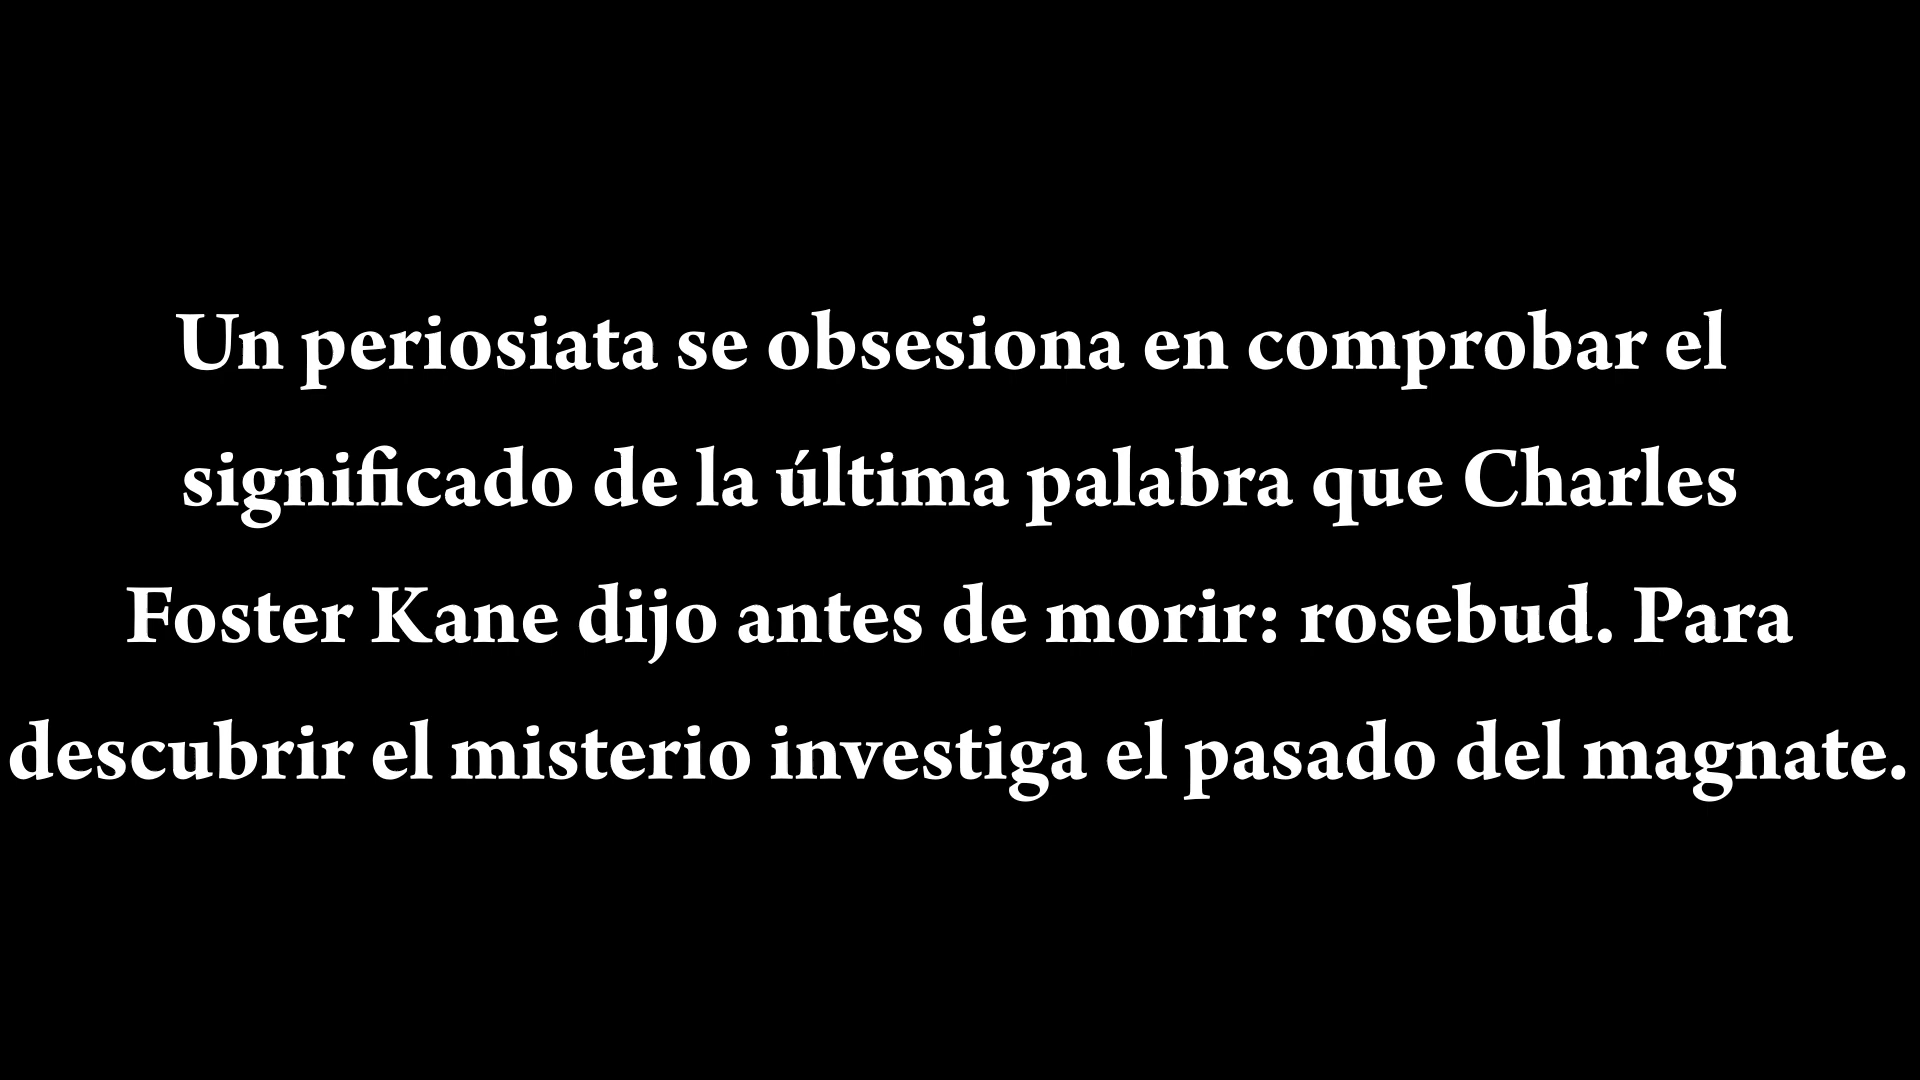 Un periosiata se obsesiona en comprobar el
significado de la última palabra que Charles
Foster Kane dijo antes de morir: rosebud. Para
descubrir el misterio investiga el pasado del magnate.